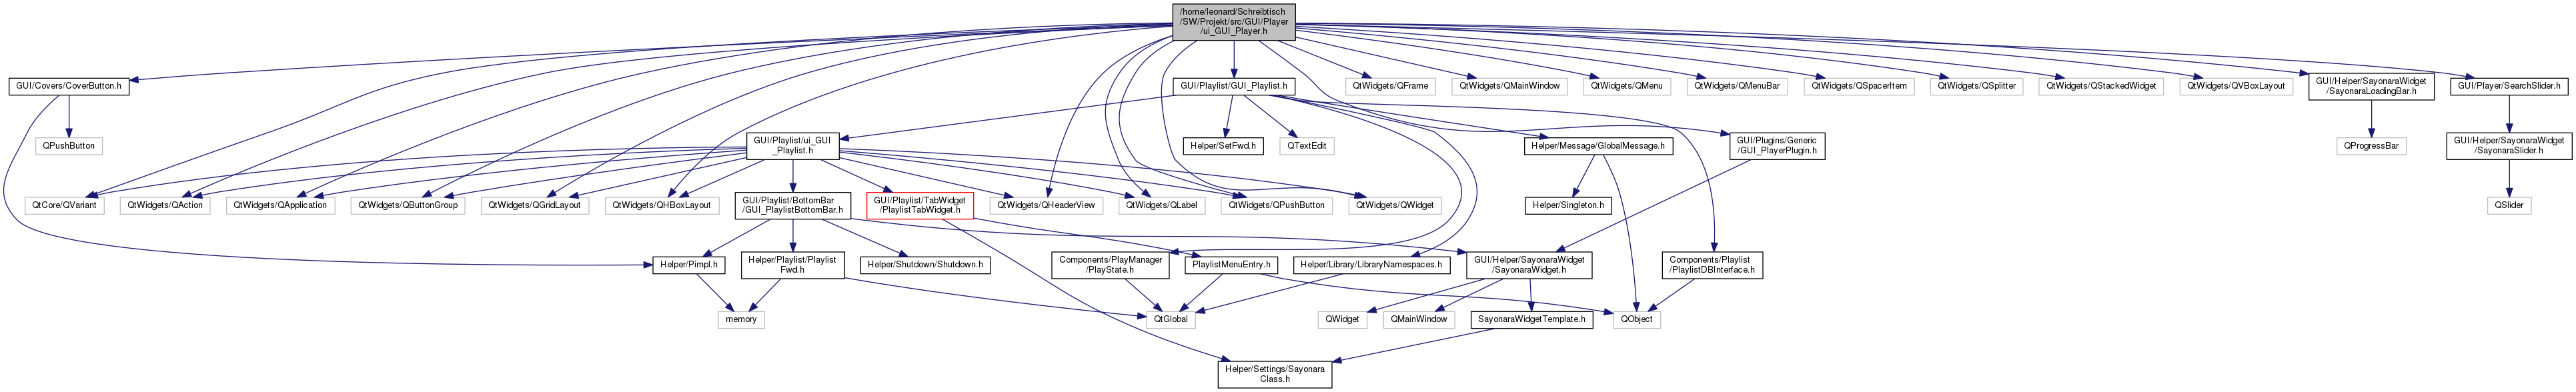 /home/leonard/Schreibtisch
/SW/Projekt/src/GUI/Player
/ui_GUI_Player.h
GUI/Covers/CoverButton.h
GUI/Playlist/GUI_Playlist.h
QtWidgets/QFrame
QtWidgets/QMainWindow
QtWidgets/QMenu
QtWidgets/QMenuBar
QtWidgets/QSpacerItem
QtWidgets/QSplitter
QtWidgets/QStackedWidget
QtWidgets/QVBoxLayout
GUI/Helper/SayonaraWidget
/SayonaraLoadingBar.h
GUI/Player/SearchSlider.h
QPushButton
GUI/Playlist/ui_GUI
_Playlist.h
Helper/SetFwd.h
QTextEdit
Helper/Message/GlobalMessage.h
GUI/Plugins/Generic
/GUI_PlayerPlugin.h
QProgressBar
GUI/Helper/SayonaraWidget
/SayonaraSlider.h
QtCore/QVariant
QtWidgets/QAction
QtWidgets/QApplication
QtWidgets/QButtonGroup
QtWidgets/QGridLayout
QtWidgets/QHBoxLayout
GUI/Playlist/BottomBar
/GUI_PlaylistBottomBar.h
GUI/Playlist/TabWidget
/PlaylistTabWidget.h
QtWidgets/QHeaderView
QtWidgets/QLabel
QtWidgets/QPushButton
QtWidgets/QWidget
Helper/Singleton.h
QSlider
Helper/Pimpl.h
Helper/Playlist/Playlist
Fwd.h
Helper/Shutdown/Shutdown.h
Components/PlayManager
/PlayState.h
PlaylistMenuEntry.h
Helper/Library/LibraryNamespaces.h
GUI/Helper/SayonaraWidget
/SayonaraWidget.h
Components/Playlist
/PlaylistDBInterface.h
memory
QtGlobal
QWidget
QMainWindow
SayonaraWidgetTemplate.h
QObject
Helper/Settings/Sayonara
Class.h